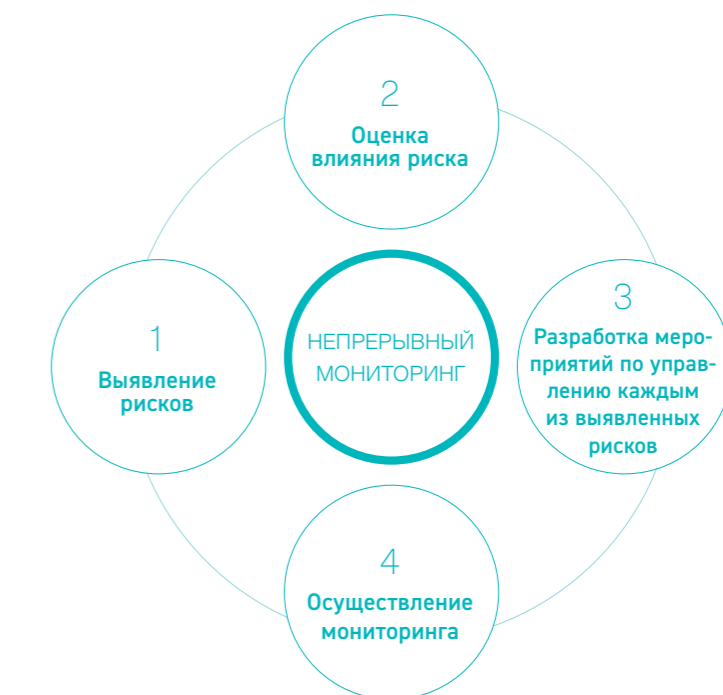 2
Оценка
влияния риска
1
Выявление
рисков
НЕПРЕРЫВНЫЙ
МОНИТОРИНГ
3
Разработка меро-
приятий по управ-
лению каждым
из выявленных
рисков
4
Осуществление
мониторинга